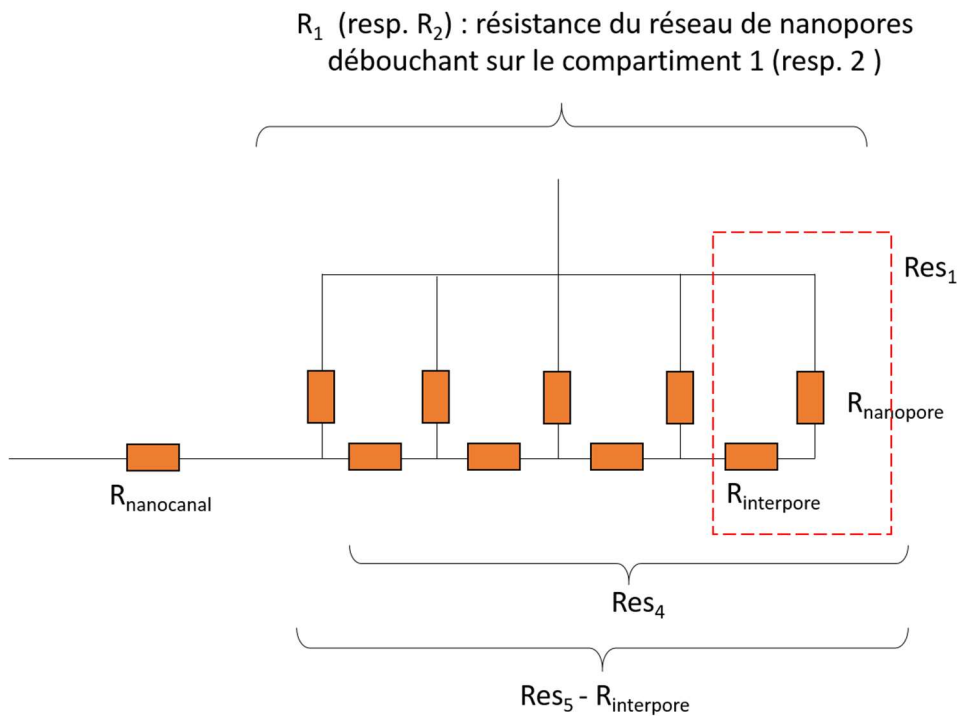 R₁ (resp. R₂) : résistance du réseau de nanopores
débouchant sur le compartiment 1 (resp. 2 )
Res₁
Rnanopore
Rnanocanal
Rinterpore
Res₄
Res₅ - Rinterpore